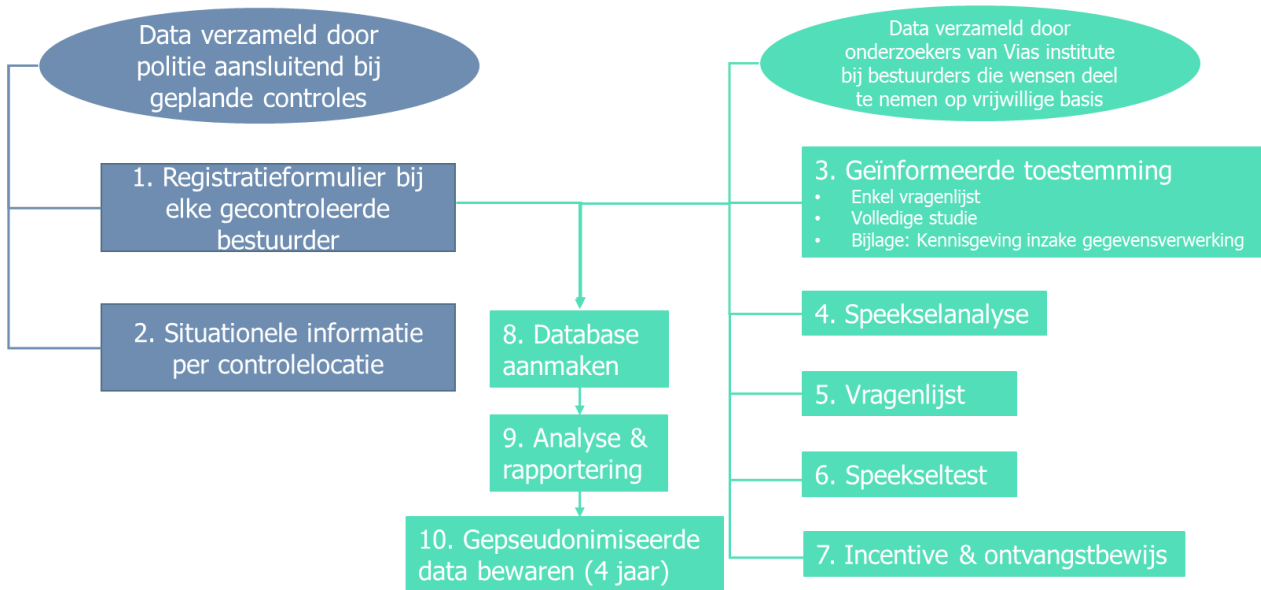 Data verzameld door
politie aansluitend bij
geplande controles
1. Registratieformulier bij
elke gecontroleerde
bestuurder
2. Situationele informatie
per controlelocatie
Data verzameld door
onderzoekers van Vias institute
bij bestuurders die wensen deel
te nemen op vrijwillige basis
3. Geïnformeerde toestemming
• Enkel vragenlijst
• Volledige studie
• Bijlage: Kennisgeving inzake gegevensverwerking
4. Speekselanalyse
5. Vragenlijst
6. Speekseltest
7. Incentive & ontvangstbewijs
8. Database
aanmaken
9. Analyse &
rapportering
10. Gepseudonimiseerde
data bewaren (4 jaar)